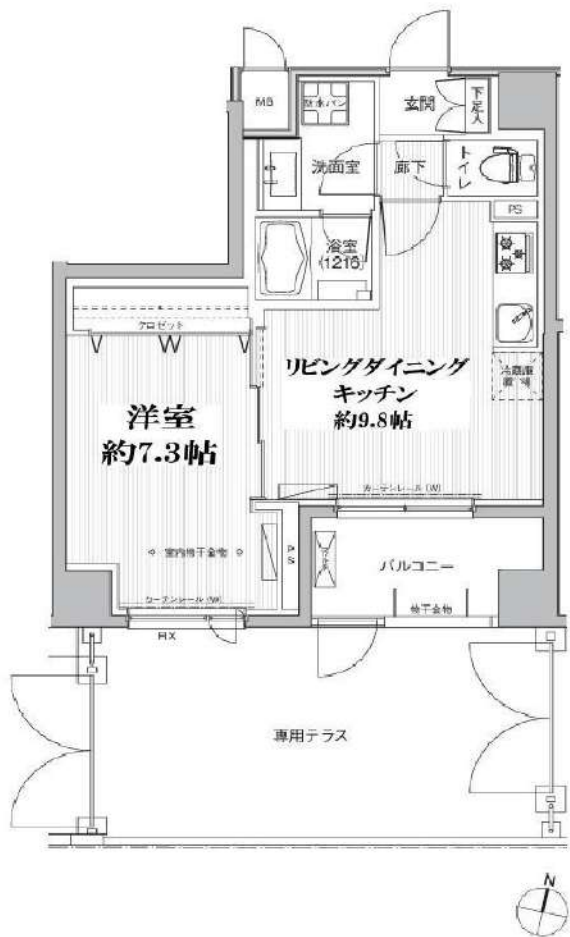 MB
防水パン
玄関
下足入
洗面室
廊下
トイレ
PS
浴室
(1216)
クロゼット
リビングダイニング
キッチン
約9.8帖
冷蔵庫
置場
洋室
約7.3帖
カーテンレール(W)
室内物干金物
カーテンレール(W)
FIX
バルコニー
物干金物
専用テラス
N